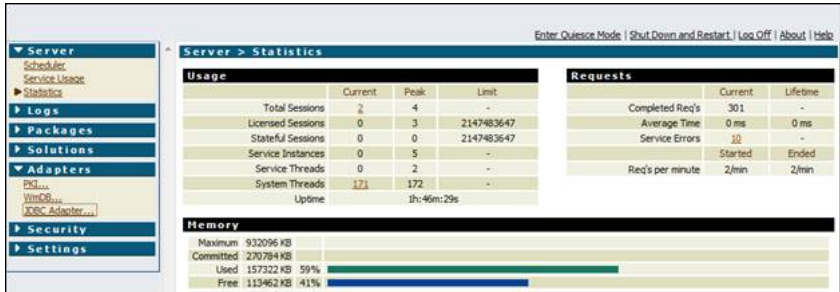 Enter Quiesce Mode | Shut Down and Restart | Log Off | About | Help
Server
Scheduler
Service Usage
Statistics
Logs
Packages
Solutions
Adapters
PKI...
WmDB...
JDBC Adapter...
Security
Settings
Server > Statistics
Usage
Current Peak Limit
Total Sessions 2 4 -
Licensed Sessions 0 3 2147483647
Stateful Sessions 0 0 2147483647
Service Instances 0 5 -
Service Threads 0 2 -
System Threads 171 172 -
Uptime 1h:46m:29s
Requests
Current Lifetime
Completed Req's 301 -
Average Time 0 ms 0 ms
Service Errors 10 -
Started Ended
Req's per minute 2/min 2/min
Memory
Maximum 932096 KB
Committed 270784 KB
Used 157322 KB 59%
Free 113462 KB 41%